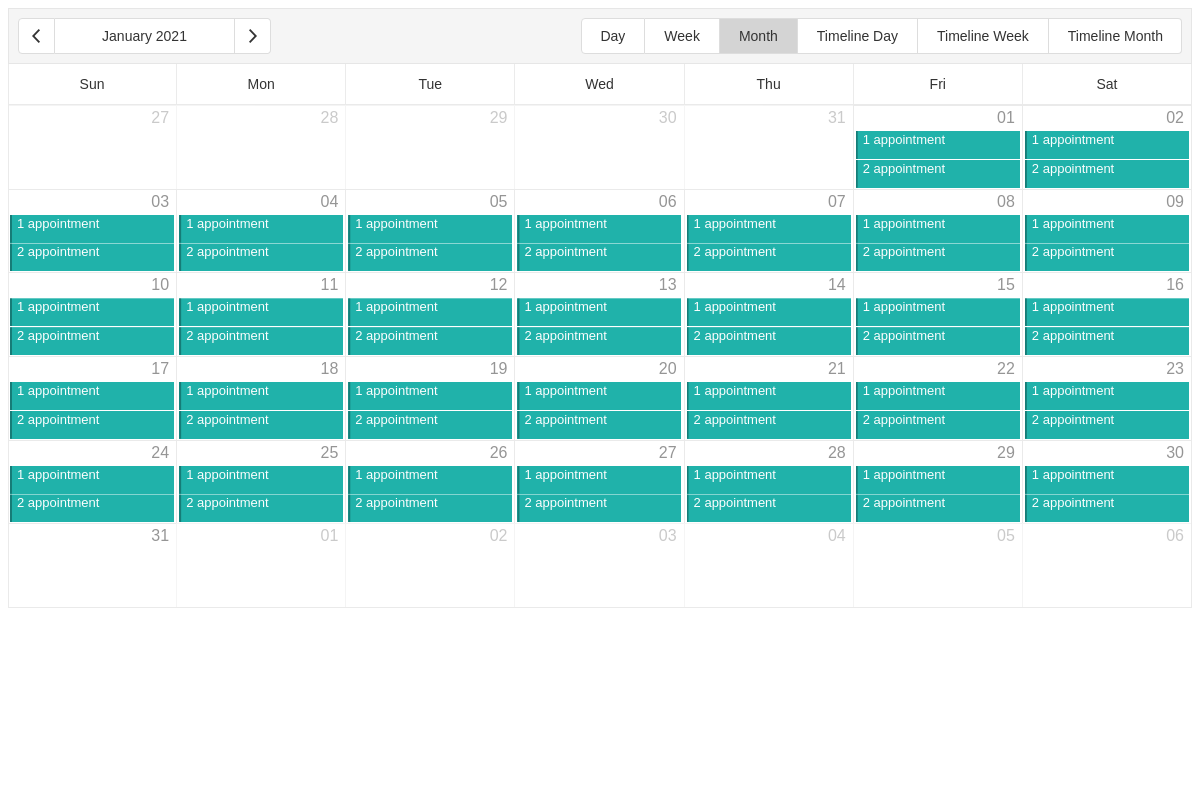 January 2021 Day Week Month Timeline Day Timeline Week Timeline Month
Sun Mon Tue Wed Thu Fri Sat
27 28 29 30 31 01 02
1 appointment 1 appointment
2 appointment 2 appointment
03 04 05 06 07 08 09
1 appointment 1 appointment 1 appointment 1 appointment 1 appointment 1 appointment 1 appointment
2 appointment 2 appointment 2 appointment 2 appointment 2 appointment 2 appointment 2 appointment
10 11 12 13 14 15 16
1 appointment 1 appointment 1 appointment 1 appointment 1 appointment 1 appointment 1 appointment
2 appointment 2 appointment 2 appointment 2 appointment 2 appointment 2 appointment 2 appointment
17 18 19 20 21 22 23
1 appointment 1 appointment 1 appointment 1 appointment 1 appointment 1 appointment 1 appointment
2 appointment 2 appointment 2 appointment 2 appointment 2 appointment 2 appointment 2 appointment
24 25 26 27 28 29 30
1 appointment 1 appointment 1 appointment 1 appointment 1 appointment 1 appointment 1 appointment
2 appointment 2 appointment 2 appointment 2 appointment 2 appointment 2 appointment 2 appointment
31 01 02 03 04 05 06